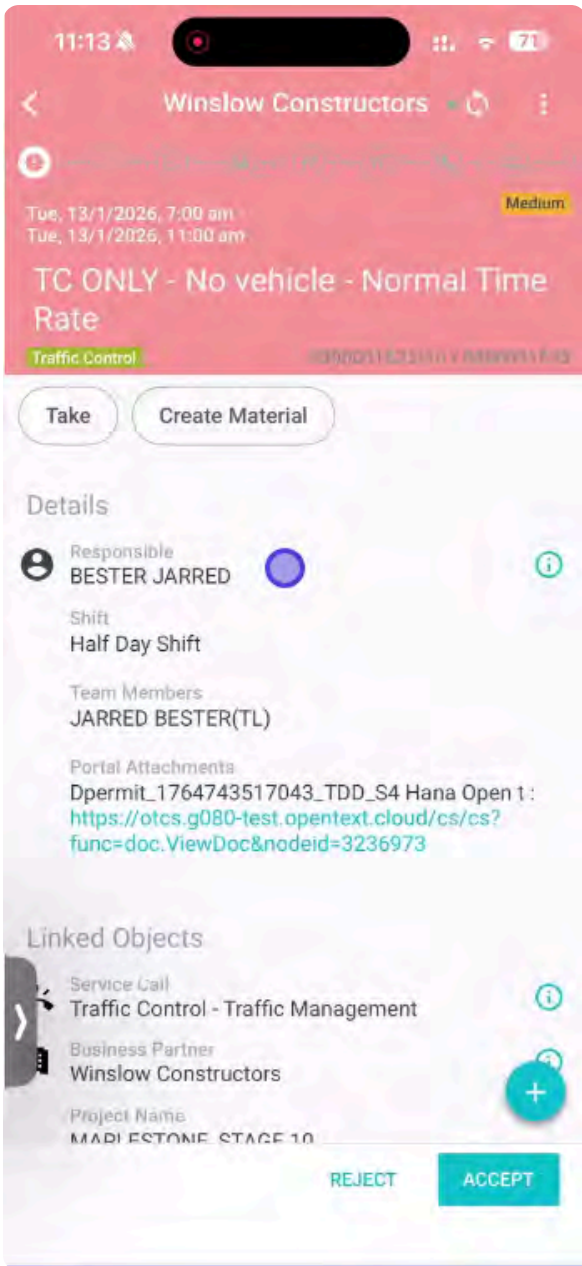 11:13
71
Winslow Constructors
Medium
Tue, 13/1/2026, 7:00 am
Tue, 13/1/2026, 11:00 am
TC ONLY - No vehicle - Normal Time
Rate
Traffic Control
Take
Create Material
Details
Responsible
BESTER JARRED
Shift
Half Day Shift
Team Members
JARRED BESTER(TL)
Portal Attachments
Dpermit_1764743517043_TDD_S4 Hana Open t :
https://otcs.g080-test.opentext.cloud/cs/cs?
func=doc.ViewDoc&nodeid=3236973
Linked Objects
Service Call
Traffic Control - Traffic Management
Business Partner
Winslow Constructors
Project Name
STAGE 10
REJECT
ACCEPT